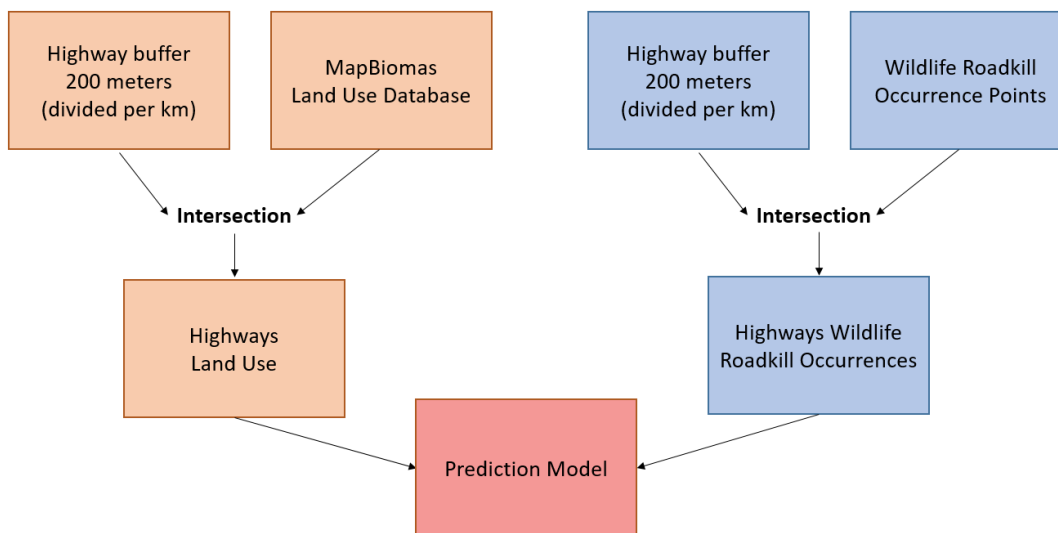 Highway buffer
200 meters
(divided per km)
MapBiomas
Land Use Database
Highway buffer
200 meters
(divided per km)
Wildlife Roadkill
Occurrence Points
Intersection
Intersection
Highways
Land Use
Highways Wildlife
Roadkill Occurrences
Prediction Model